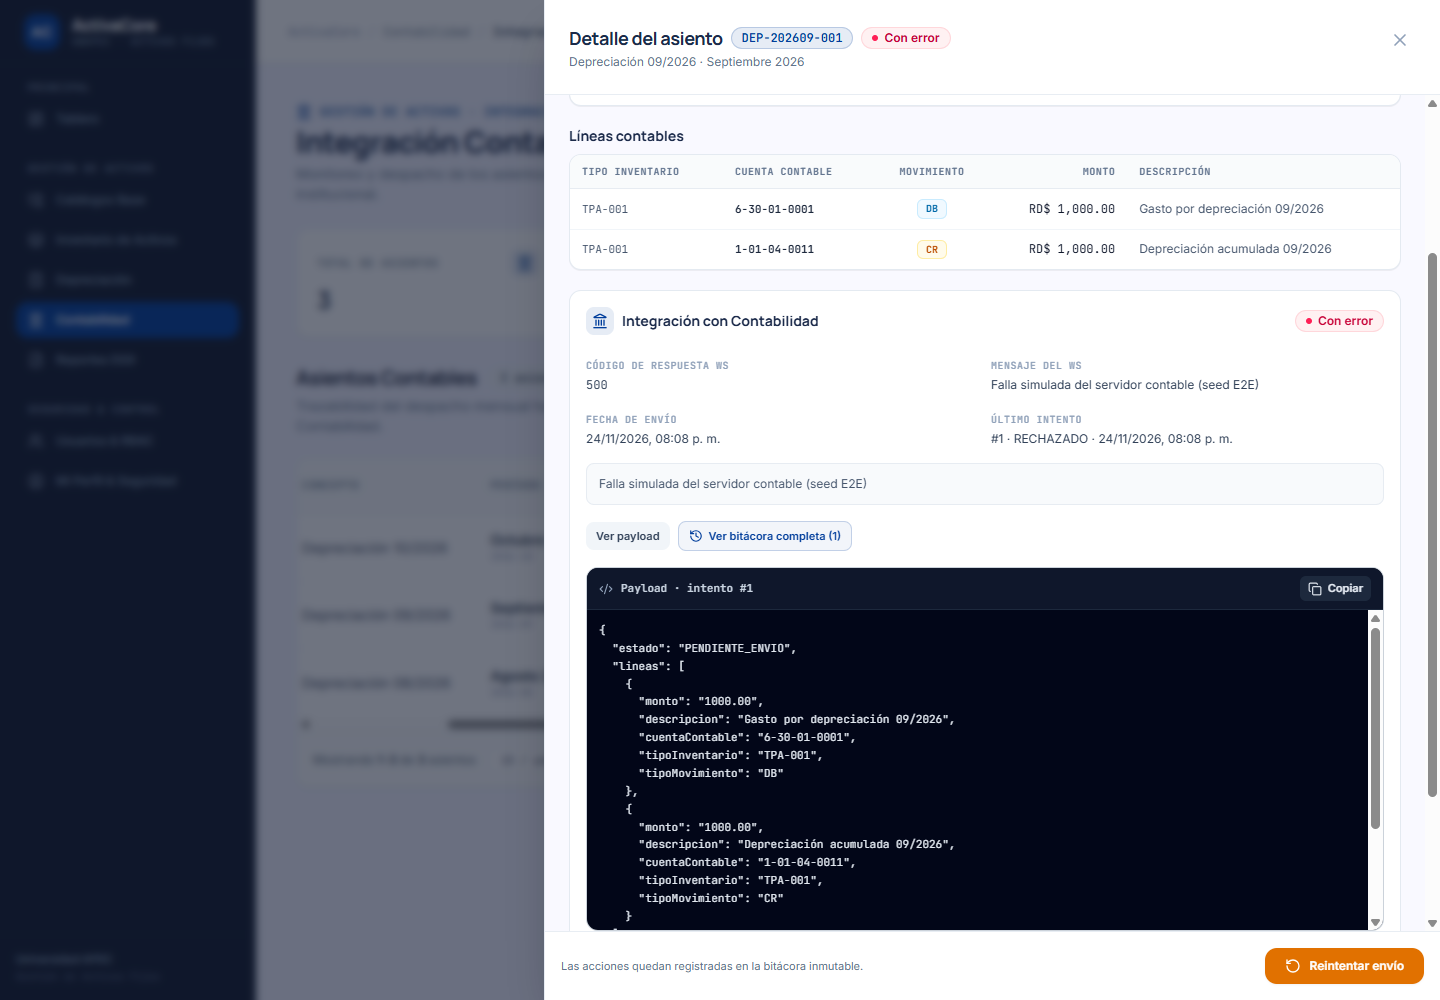 Detalle del asiento DEP-202609-001 Con error
Depreciación 09/2026 · Septiembre 2026
Líneas contables
TIPO INVENTARIO CUENTA CONTABLE MOVIMIENTO MONTO DESCRIPCIÓN
TPA-001 6-30-01-0001 DB RD$ 1,000.00 Gasto por depreciación 09/2026
TPA-001 1-01-04-0011 CR RD$ 1,000.00 Depreciación acumulada 09/2026
Integración con Contabilidad Con error
CÓDIGO DE RESPUESTA WS MENSAJE DEL WS
500 Falla simulada del servidor contable (seed E2E)
FECHA DE ENVÍO ÚLTIMO INTENTO
24/11/2026, 08:08 p. m. #1 · RECHAZADO · 24/11/2026, 08:08 p. m.
Falla simulada del servidor contable (seed E2E)
Ver payload Ver bitácora completa (1)
</> Payload · intento #1 Copiar
{
"estado": "PENDIENTE_ENVIO",
"lineas": [
{
"monto": "1000.00",
"descripcion": "Gasto por depreciación 09/2026",
"cuentaContable": "6-30-01-0001",
"tipoInventario": "TPA-001",
"tipoMovimiento": "DB"
},
{
"monto": "1000.00",
"descripcion": "Depreciación acumulada 09/2026",
"cuentaContable": "1-01-04-0011",
"tipoInventario": "TPA-001",
"tipoMovimiento": "CR"
}
Las acciones quedan registradas en la bitácora inmutable. Reintentar envío
ActivaCore
Integración Conta
3
Asientos Contables
Contabilidad